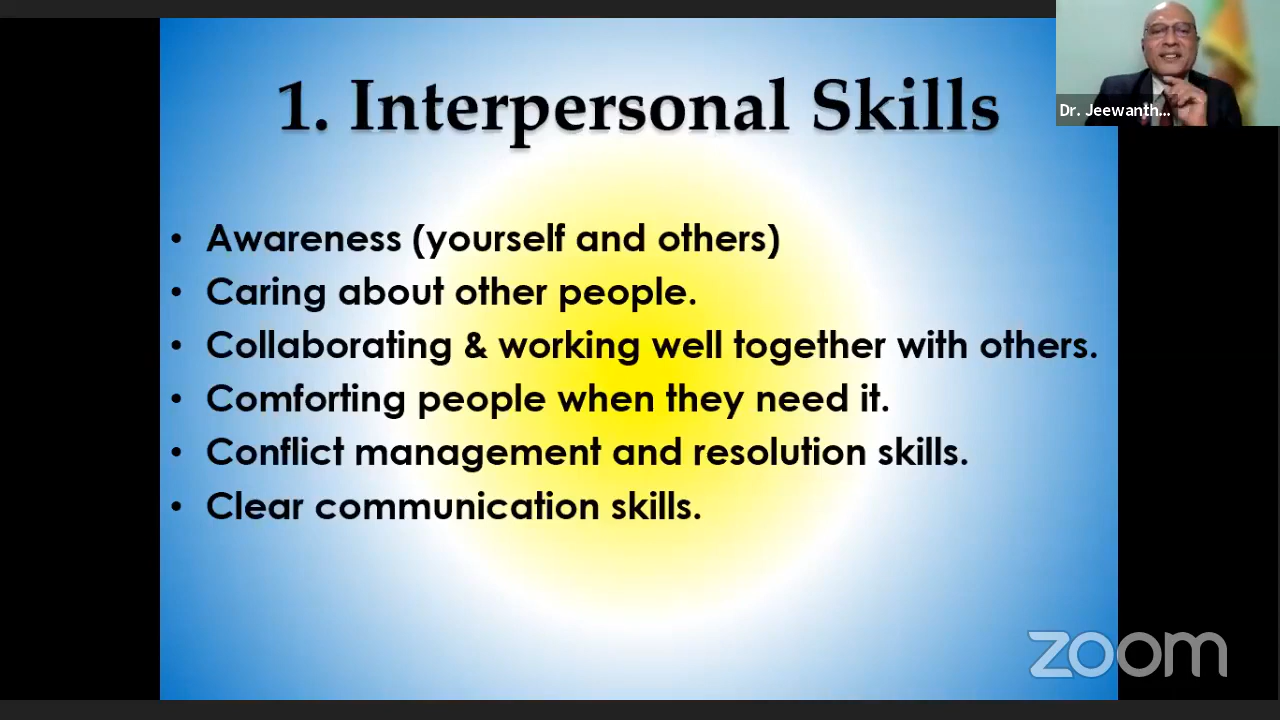 1. Interpersonal Skills
Dr. Jeewanth...
• Awareness (yourself and others)
• Caring about other people.
• Collaborating & working well together with others.
• Comforting people when they need it.
• Conflict management and resolution skills.
• Clear communication skills.
zoom